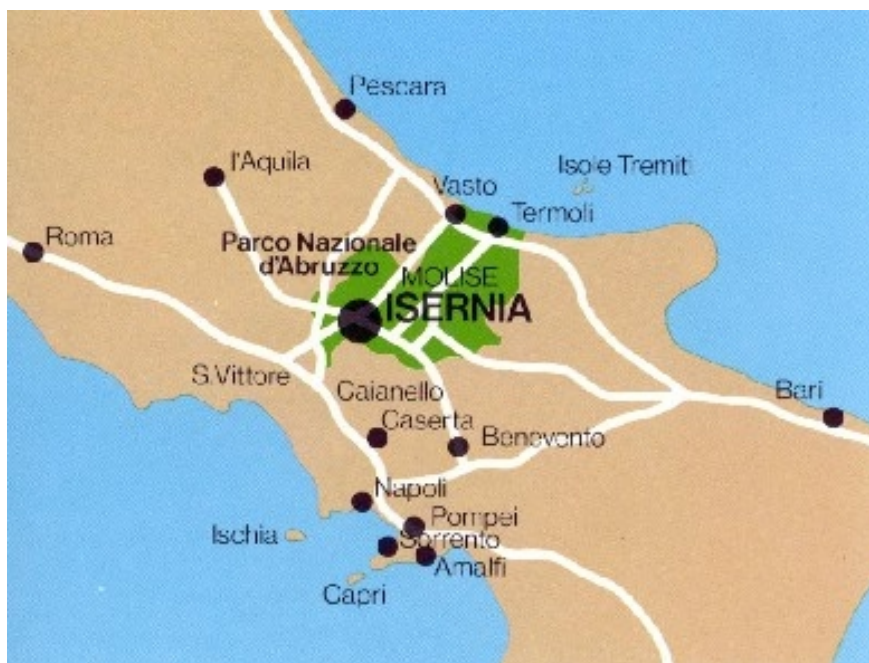 Pescara
l'Aquila
Isole Tremiti
Vasto
Termoli
Roma
Parco Nazionale
d'Abruzzo
MOLISE
ISERNIA
S.Vittore
Caianello
Caserta
Bari
Benevento
Napoli
Pompei
Ischia
Sorrento
Amalfi
Capri